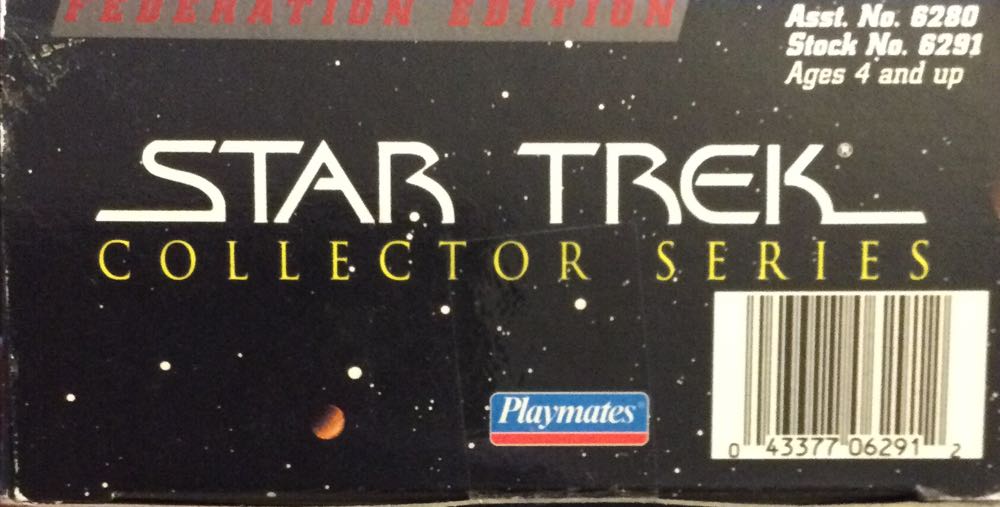 FEDERATION EDITION
Asst. No. 6280
Stock No. 6291
Ages 4 and up
STAR TREK®
COLLECTOR SERIES
Playmates®
0 43377 06291 2